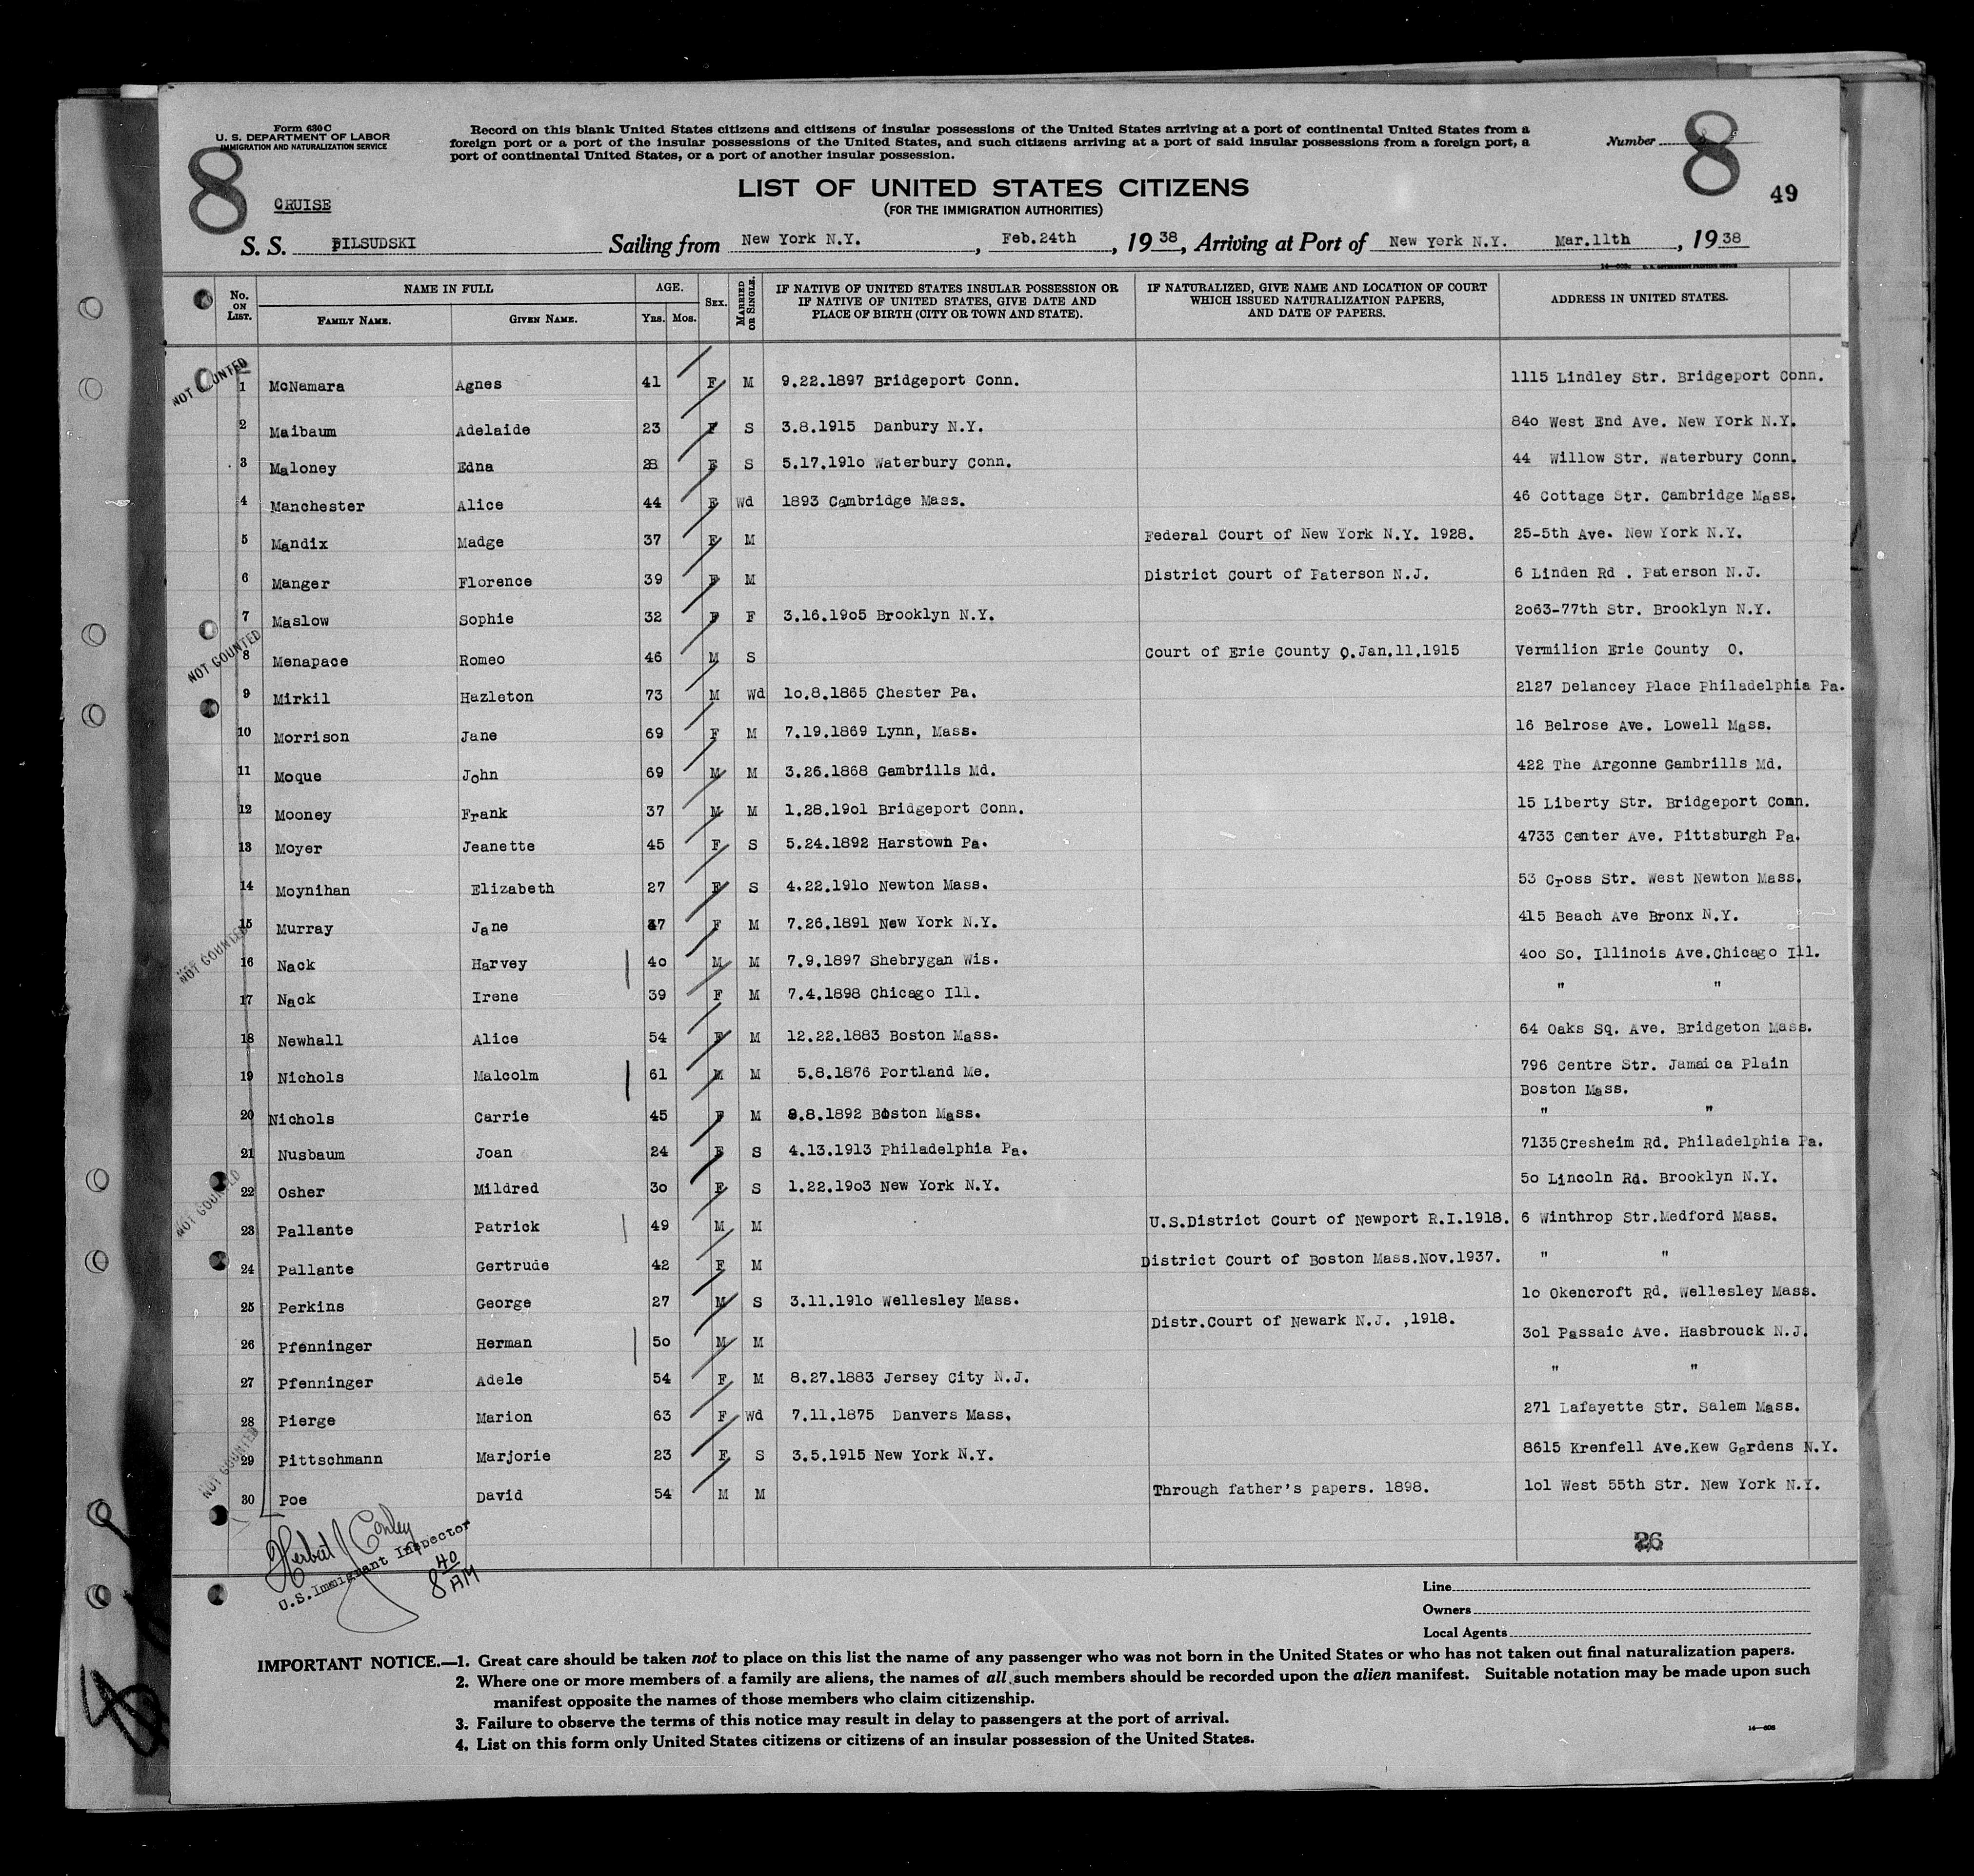 Form 630 C
U. S. DEPARTMENT OF LABOR
IMMIGRATION AND NATURALIZATION SERVICE
Record on this blank United States citizens and citizens of insular possessions of the United States arriving at a port of continental United States from a
foreign port or a port of the insular possessions of the United States, and such citizens arriving at a port of said insular possessions from a foreign port, a
port of continental United States, or a port of another insular possession.
Number
8 8
49
CRUISE
LIST OF UNITED STATES CITIZENS
(FOR THE IMMIGRATION AUTHORITIES)
S. S. PILSUDSKI Sailing from New York N.Y. , Feb.24th , 1938, Arriving at Port of New York N.Y. Mar.11th , 1938
No. ON LIST. NAME IN FULL FAMILY NAME. GIVEN NAME. AGE. YRS. MOS. SEX. MARRIED OR SINGLE. IF NATIVE OF UNITED STATES INSULAR POSSESSION OR IF NATIVE OF UNITED STATES, GIVE DATE AND PLACE OF BIRTH (CITY OR TOWN AND STATE). IF NATURALIZED, GIVE NAME AND LOCATION OF COURT WHICH ISSUED NATURALIZATION PAPERS, AND DATE OF PAPERS. ADDRESS IN UNITED STATES.
NOT COUNTED
1 McNamara Agnes 41 F M 9.22.1897 Bridgeport Conn. 1115 Lindley Str. Bridgeport Conn.
2 Maibaum Adelaide 23 F S 3.8.1915 Danbury N.Y. 840 West End Ave. New York N.Y.
3 Maloney Edna 28 F S 5.17.1910 Waterbury Conn. 44 Willow Str. Waterbury Conn.
4 Manchester Alice 44 F Wd 1893 Cambridge Mass. 46 Cottage Str. Cambridge Mass.
5 Mandix Madge 37 F M Federal Court of New York N.Y. 1928. 25-5th Ave. New York N.Y.
6 Manger Florence 39 F M District Court of Paterson N.J. 6 Linden Rd . Paterson N.J.
7 Maslow Sophie 32 F F 3.16.1905 Brooklyn N.Y. 2063-77th Str. Brooklyn N.Y.
NOT COUNTED
8 Menapace Romeo 46 M S Court of Erie County O.Jan.11.1915 Vermilion Erie County O.
9 Mirkil Hazleton 73 M Wd 10.8.1865 Chester Pa. 2127 Delancey Place Philadelphia Pa.
10 Morrison Jane 69 F M 7.19.1869 Lynn, Mass. 16 Belrose Ave. Lowell Mass.
11 Moque John 69 M M 3.26.1868 Gambrills Md. 422 The Argonne Gambrills Md.
12 Mooney Frank 37 M M 1.28.1901 Bridgeport Conn. 15 Liberty Str. Bridgeport Conn.
13 Moyer Jeanette 45 F S 5.24.1892 Harstown Pa. 4733 Center Ave. Pittsburgh Pa.
14 Moynihan Elizabeth 27 F S 4.22.1910 Newton Mass. 53 Cross Str. West Newton Mass.
15 Murray Jane 47 F M 7.26.1891 New York N.Y. 415 Beach Ave Bronx N.Y.
NOT COUNTED
16 Nack Harvey 40 M M 7.9.1897 Shebrygan Wis. 400 So. Illinois Ave.Chicago Ill.
17 Nack Irene 39 F M 7.4.1898 Chicago Ill. " "
18 Newhall Alice 54 F M 12.22.1883 Boston Mass. 64 Oaks Sq. Ave. Bridgeton Mass.
19 Nichols Malcolm 61 M M 5.8.1876 Portland Me. 796 Centre Str. Jamaica Plain
Boston Mass.
20 Nichols Carrie 45 F M 8.8.1892 Boston Mass. " "
21 Nusbaum Joan 24 F S 4.13.1913 Philadelphia Pa. 7135 Cresheim Rd. Philadelphia Pa.
NOT COUNTED
22 Osher Mildred 30 F S 1.22.1903 New York N.Y. 50 Lincoln Rd. Brooklyn N.Y.
23 Pallante Patrick 49 M M U.S.District Court of Newport R.I.1918. 6 Winthrop Str.Medford Mass.
24 Pallante Gertrude 42 F M District Court of Boston Mass.Nov.1937. " "
25 Perkins George 27 M S 3.11.1910 Wellesley Mass. 10 Okencroft Rd. Wellesley Mass.
26 Pfenninger Herman 50 M M Distr.Court of Newark N.J. ,1918. 301 Passaic Ave. Hasbrouck N.J.
27 Pfenninger Adele 54 F M 8.27.1883 Jersey City N.J. " "
28 Pierge Marion 63 F Wd 7.11.1875 Danvers Mass. 271 Lafayette Str. Salem Mass.
NOT COUNTED
29 Pittschmann Marjorie 23 F S 3.5.1915 New York N.Y. 8615 Krenfell Ave.Kew Gardens N.Y.
30 Poe David 54 M M Through father's papers. 1898. 101 West 55th Str. New York N.Y.
26
Herbert J Conley
U.S.Immigrant Inspector
8 40 AM
Line
Owners
Local Agents
IMPORTANT NOTICE.—1. Great care should be taken not to place on this list the name of any passenger who was not born in the United States or who has not taken out final naturalization papers.
2. Where one or more members of a family are aliens, the names of all such members should be recorded upon the alien manifest. Suitable notation may be made upon such
manifest opposite the names of those members who claim citizenship.
3. Failure to observe the terms of this notice may result in delay to passengers at the port of arrival.
4. List on this form only United States citizens or citizens of an insular possession of the United States.